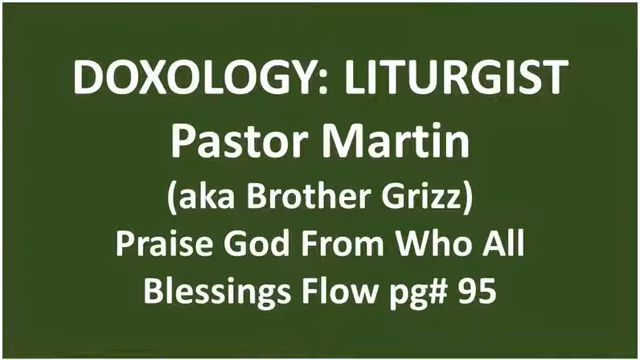 DOXOLOGY: LITURGIST
Pastor Martin
(aka Brother Grizz)
Praise God From Who All
Blessings Flow pg# 95